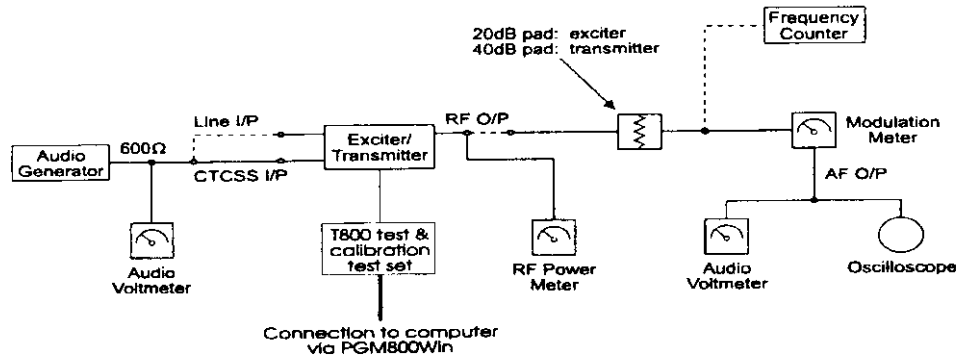 20dB pad: exciter
40dB pad: transmitter
Frequency
Counter
Line I/P
RF O/P
Audio
Generator
600Ω
CTCSS I/P
Exciter/
Transmitter
Modulation
Meter
AF O/P
T800 test &
calibration
test set
Audio
Voltmeter
RF Power
Meter
Audio
Voltmeter
Oscilloscope
Connection to computer
via PGM800Win